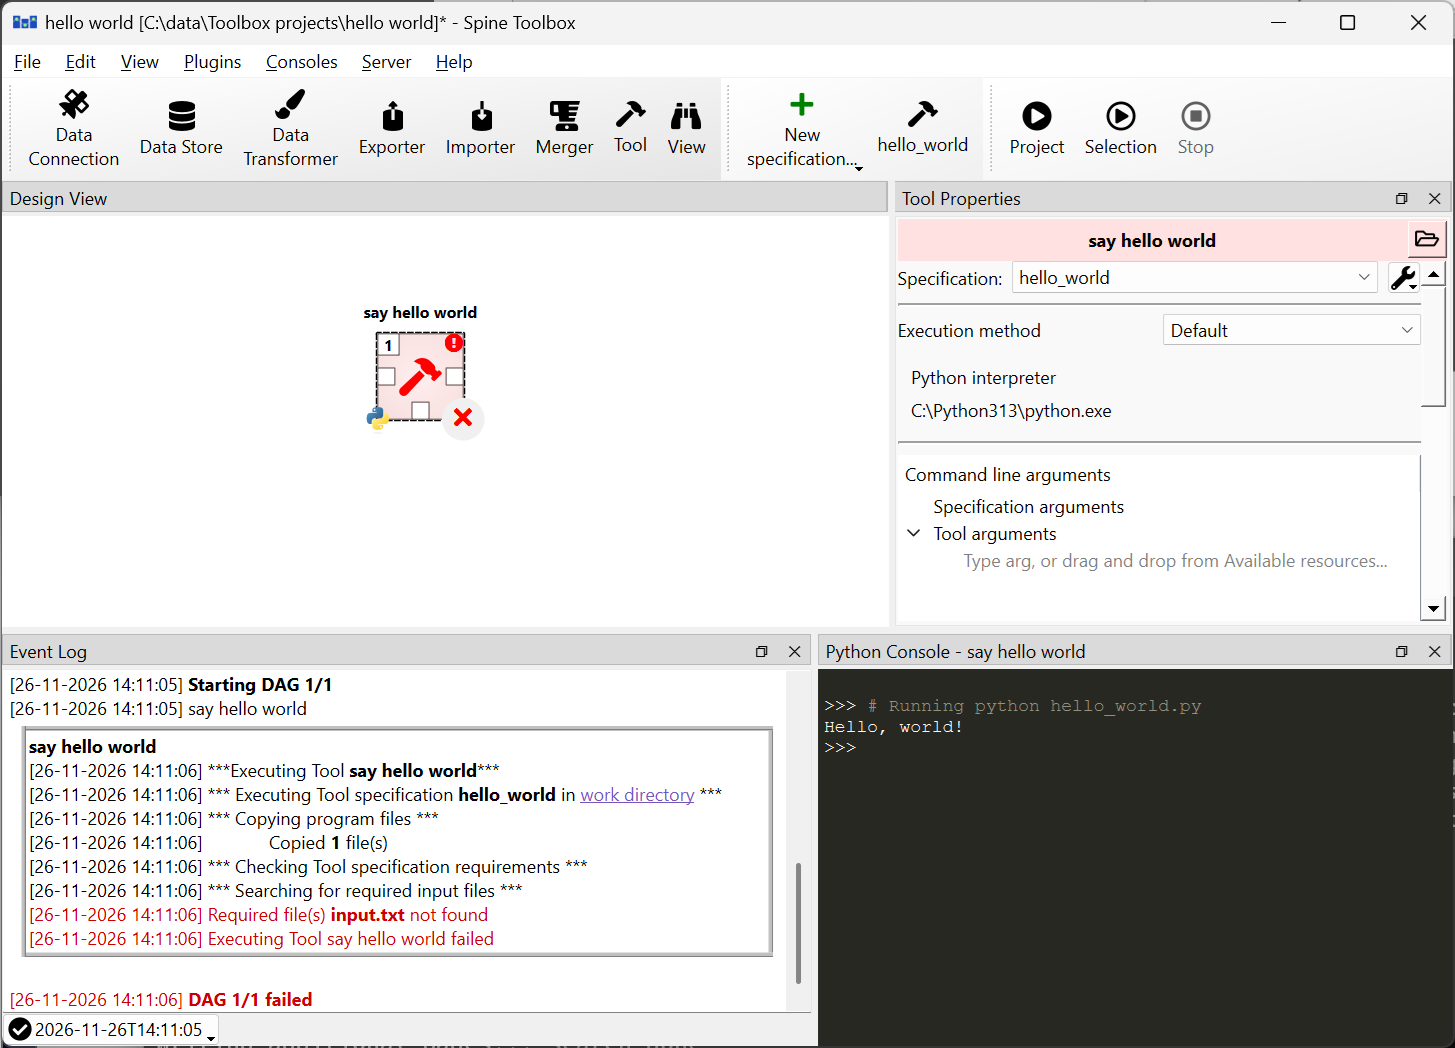 hello world [C:\data\Toolbox projects\hello world]* - Spine Toolbox
File Edit View Plugins Consoles Server Help
Data Connection
Data Store
Data Transformer
Exporter
Importer
Merger
Tool
View
New specification...
hello_world
Project
Selection
Stop
Design View
say hello world
1
Tool Properties
say hello world
Specification: hello_world
Execution method Default
Python interpreter
C:\Python313\python.exe
Command line arguments
Specification arguments
Tool arguments
Type arg, or drag and drop from Available resources...
Event Log
[26-11-2026 14:11:05] Starting DAG 1/1
[26-11-2026 14:11:05] say hello world
say hello world
[26-11-2026 14:11:06] ***Executing Tool say hello world***
[26-11-2026 14:11:06] *** Executing Tool specification hello_world in work directory ***
[26-11-2026 14:11:06] *** Copying program files ***
[26-11-2026 14:11:06] Copied 1 file(s)
[26-11-2026 14:11:06] *** Checking Tool specification requirements ***
[26-11-2026 14:11:06] *** Searching for required input files ***
[26-11-2026 14:11:06] Required file(s) input.txt not found
[26-11-2026 14:11:06] Executing Tool say hello world failed
[26-11-2026 14:11:06] DAG 1/1 failed
2026-11-26T14:11:05
Python Console - say hello world
>>> # Running python hello_world.py
Hello, world!
>>>